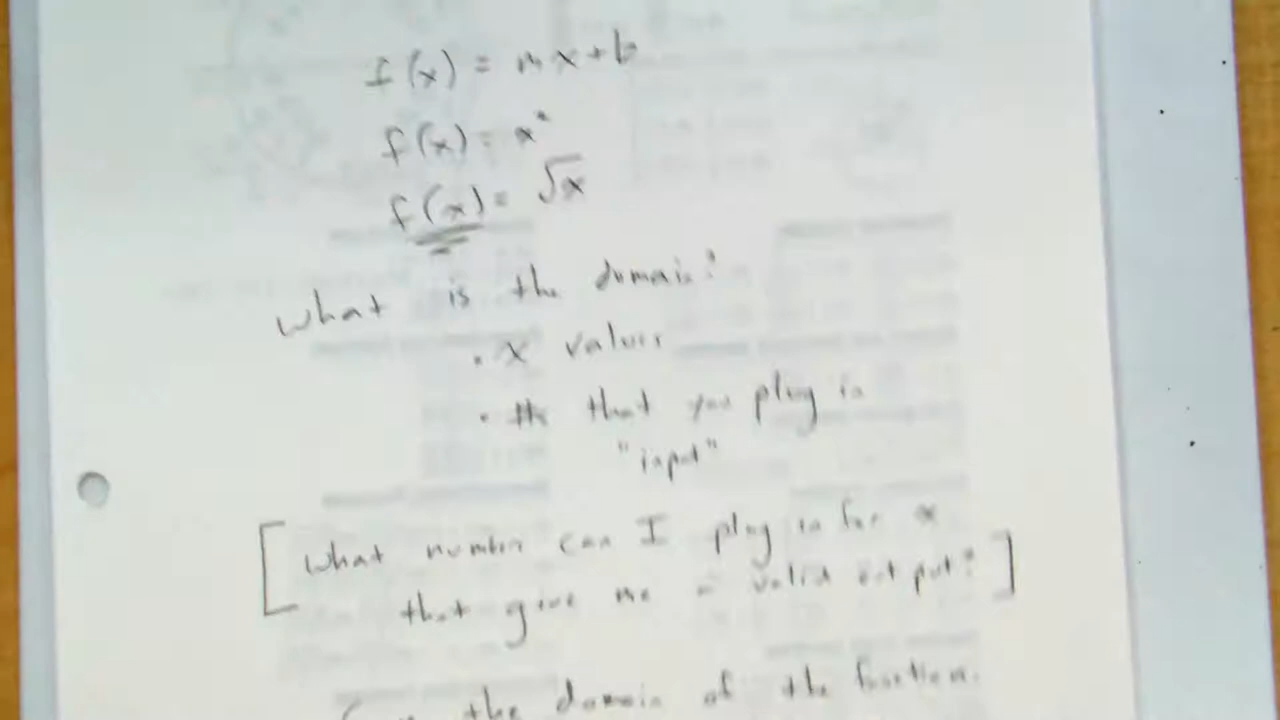 f(x) = mx+b
f(x) = x²
f(x) = √x
What is the domain?
• x values
• #s that you plug in
"input"
[What number can I plug in for x
that give me a valid output?]
the domain of the function.